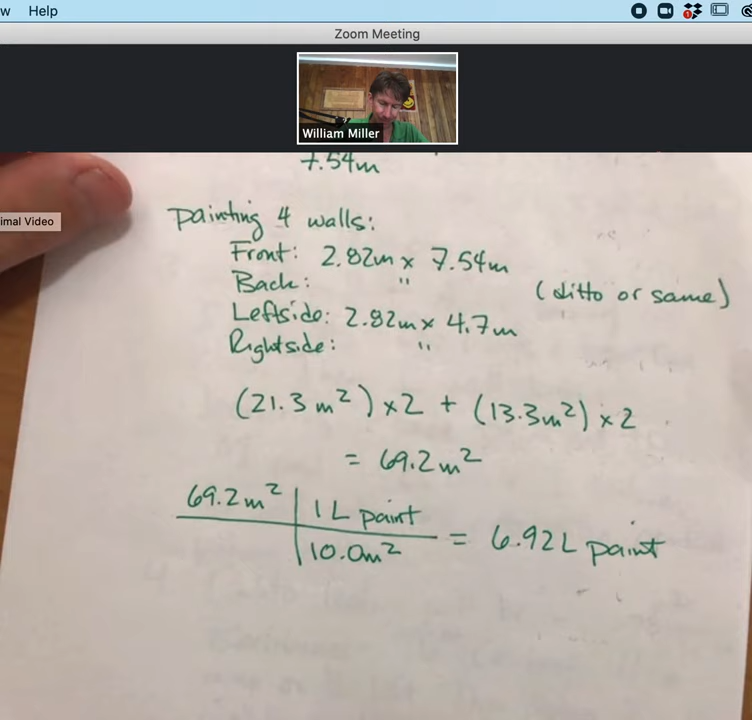 w Help
Zoom Meeting
William Miller
7.54m
imal Video
Painting 4 walls:
Front: 2.82m x 7.54m
Back: "
(ditto or same)
Leftside: 2.82m x 4.7m
Rightside: "
(21.3 m²) x2 + (13.3m²) x 2
= 69.2m²
69.2m² | 1 L paint
10.0m² = 6.92L paint